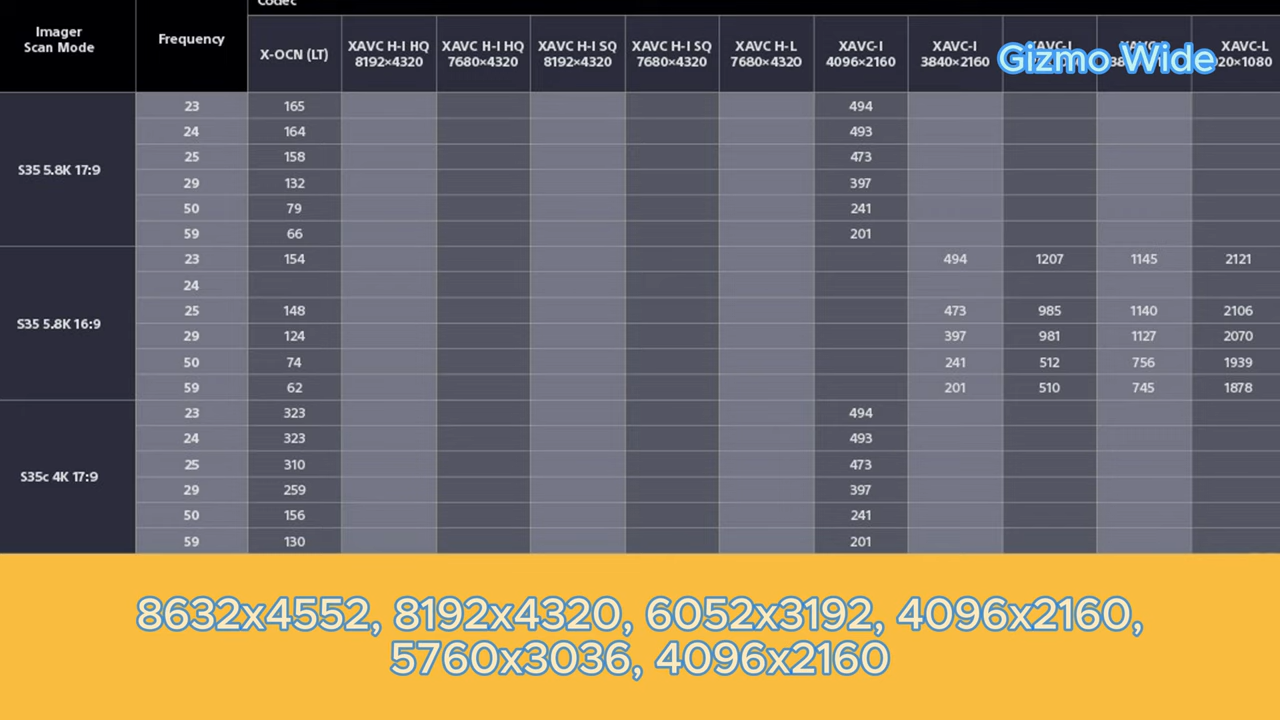 Codec
Imager
Scan Mode
Frequency
X-OCN (LT)
XAVC H-I HQ
8192×4320
XAVC H-I HQ
7680×4320
XAVC H-I SQ
8192×4320
XAVC H-I SQ
7680×4320
XAVC H-L
7680×4320
XAVC-I
4096×2160
XAVC-I
3840×2160
XAVC-L
Gizmo Wide
S35 5.8K 17:9
23 165 494
24 164 493
25 158 473
29 132 397
50 79 241
59 66 201
S35 5.8K 16:9
23 154 494 1207 1145 2121
24
25 148 473 985 1140 2106
29 124 397 981 1127 2070
50 74 241 512 756 1939
59 62 201 510 745 1878
S35c 4K 17:9
23 323 494
24 323 493
25 310 473
29 259 397
50 156 241
59 130 201
8632x4552, 8192x4320, 6052x3192, 4096x2160,
5760x3036, 4096x2160